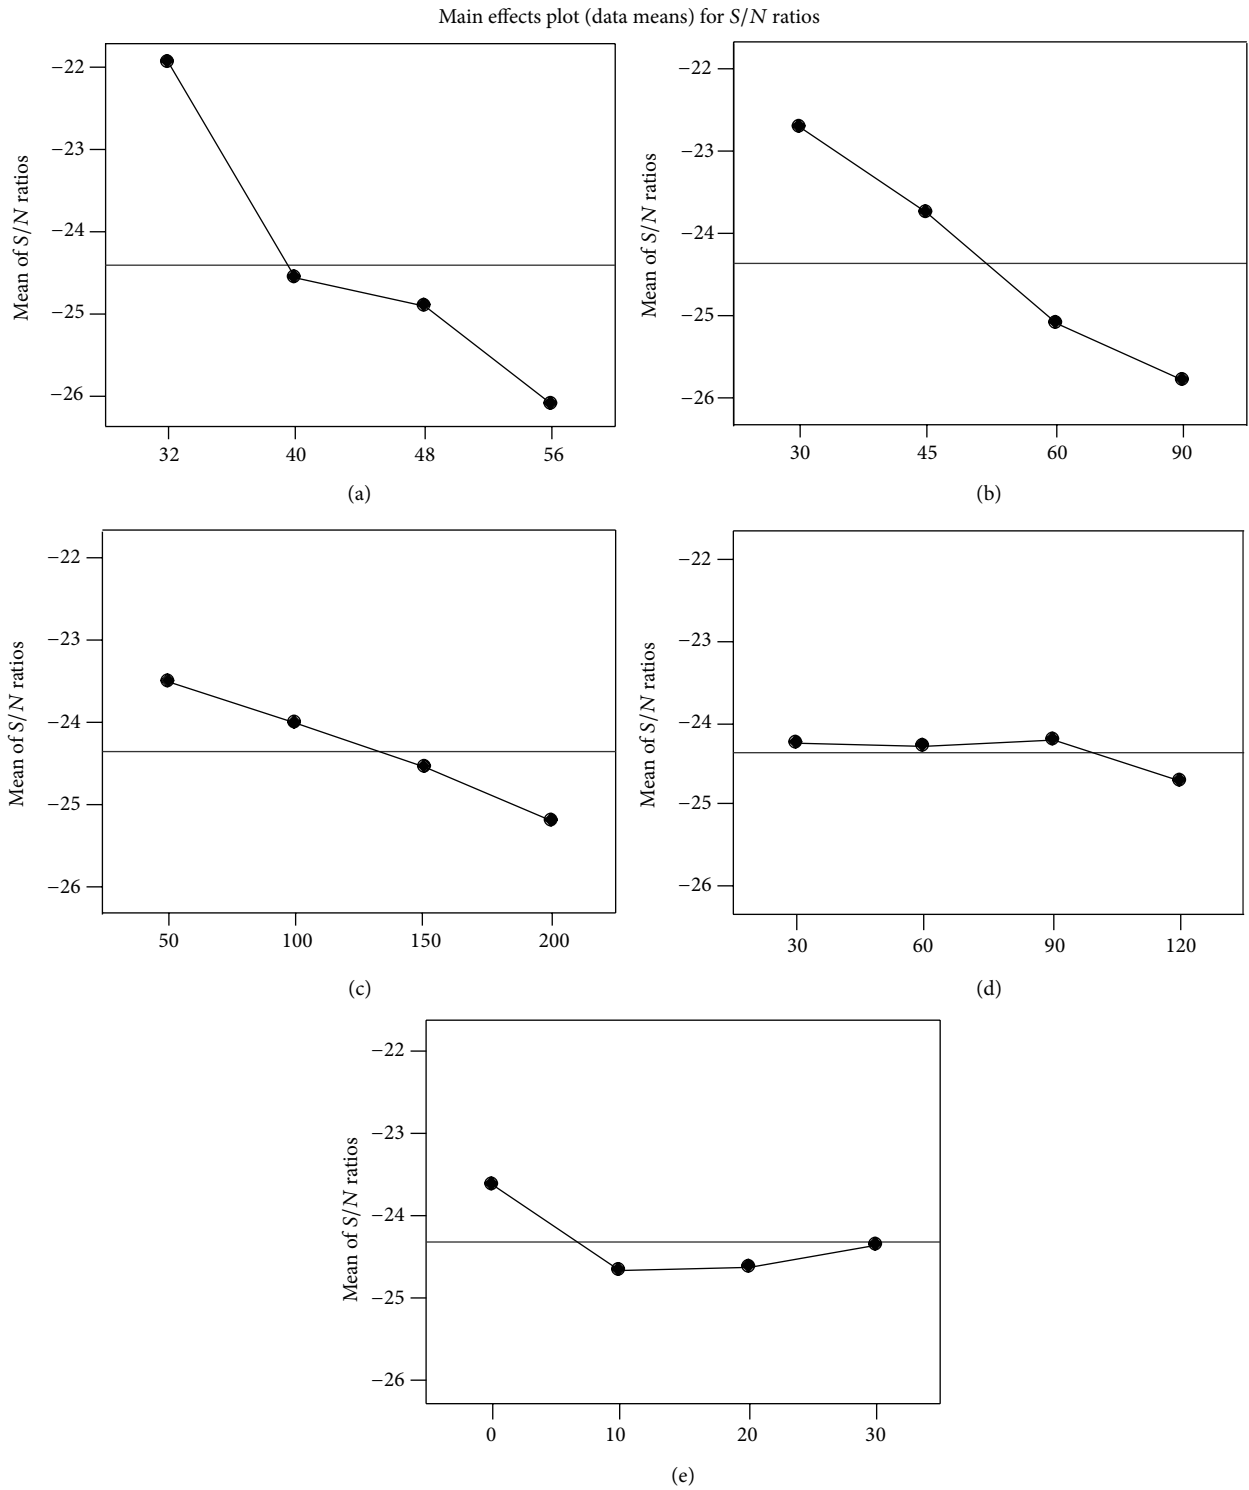 Main effects plot (data means) for S/N ratios
Mean of S/N ratios
−22
−23
−24
−25
−26
32 40 48 56
(a)
Mean of S/N ratios
−22
−23
−24
−25
−26
30 45 60 90
(b)
Mean of S/N ratios
−22
−23
−24
−25
−26
50 100 150 200
(c)
Mean of S/N ratios
−22
−23
−24
−25
−26
30 60 90 120
(d)
Mean of S/N ratios
−22
−23
−24
−25
−26
0 10 20 30
(e)